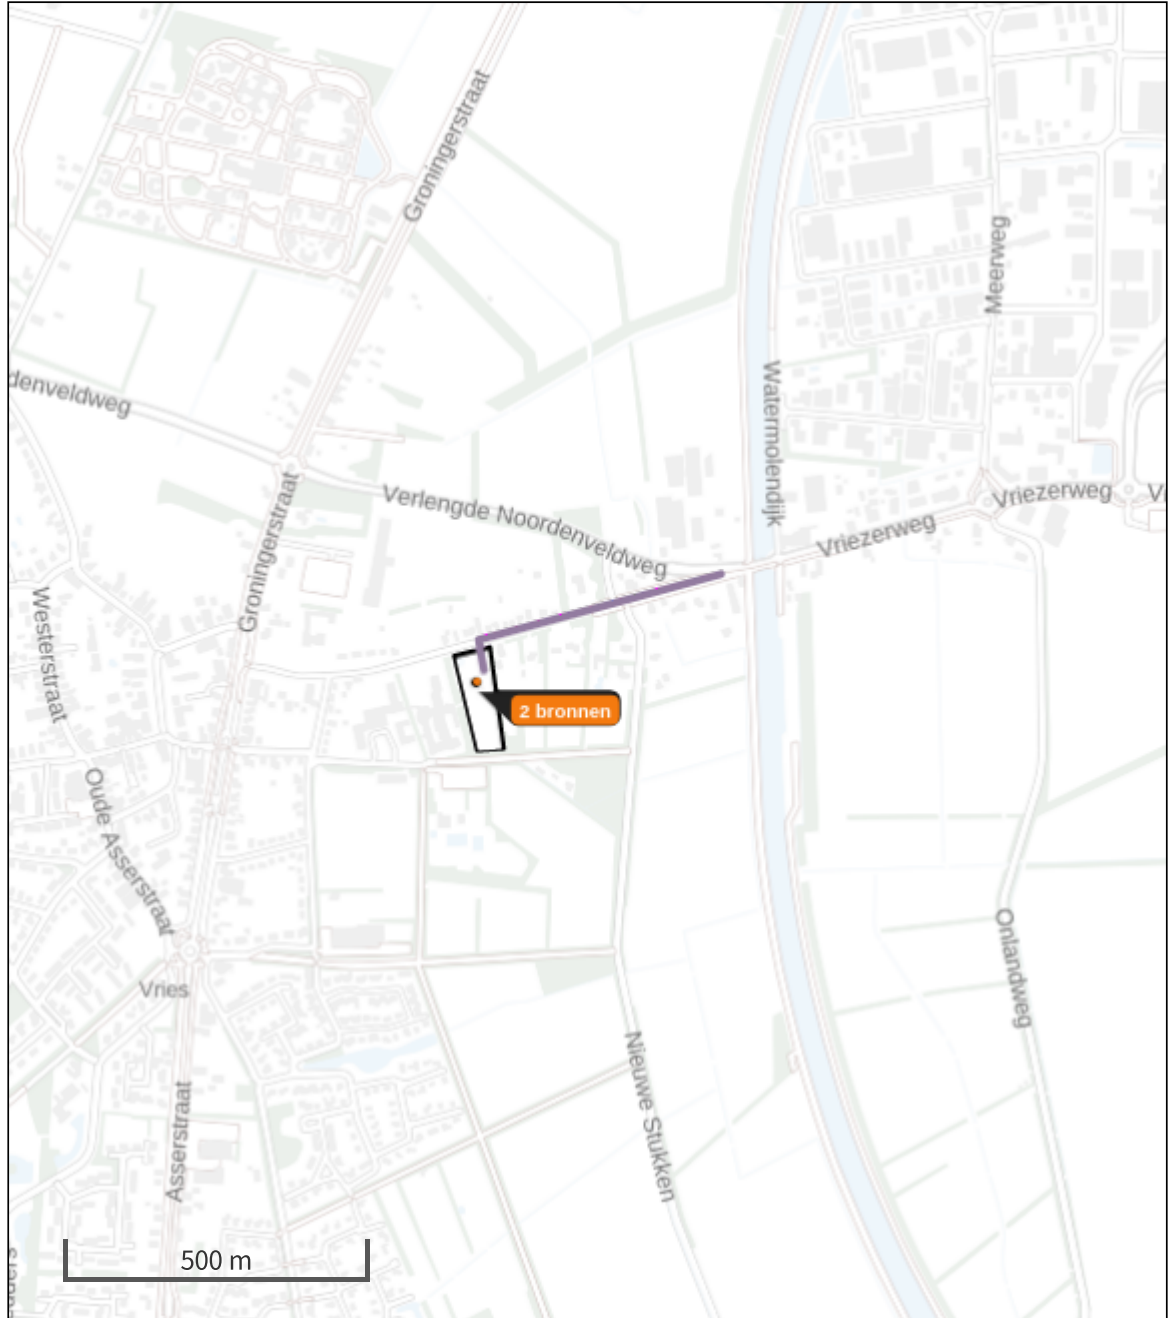 Groningerstraat
Meerweg
denveldweg
Watermolendijk
Verlengde Noordenveldweg
Vriezerweg
Vriezerweg
Groningerstraat
Westerstraat
2 bronnen
Oude Asserstraat
Onlandweg
Vries
Nieuwe Stukken
Asserstraat
500 m